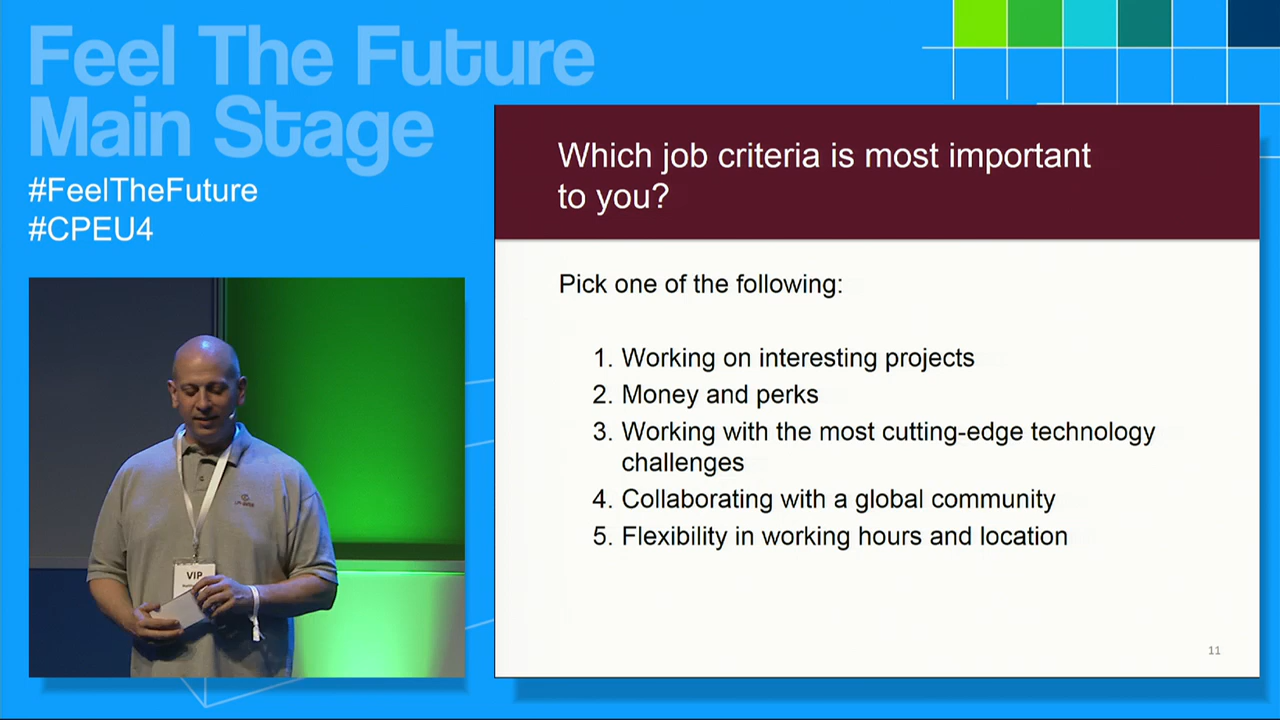 Feel The Future
Main Stage
#FeelTheFuture
#CPEU4
Which job criteria is most important
to you?
Pick one of the following:
1. Working on interesting projects
2. Money and perks
3. Working with the most cutting-edge technology
challenges
4. Collaborating with a global community
5. Flexibility in working hours and location
11
VIP